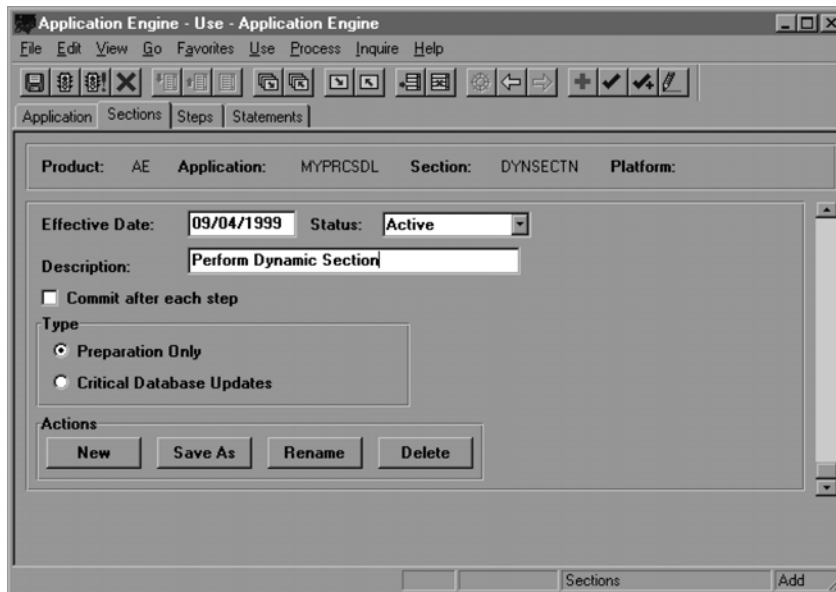 Application Engine - Use - Application Engine
File Edit View Go Favorites Use Process Inquire Help
Application Sections Steps Statements
Product: AE Application: MYPRCSDL Section: DYNSECTN Platform:
Effective Date: 09/04/1999 Status: Active
Description: Perform Dynamic Section
Commit after each step
Type
Preparation Only
Critical Database Updates
Actions
New Save As Rename Delete
Sections Add